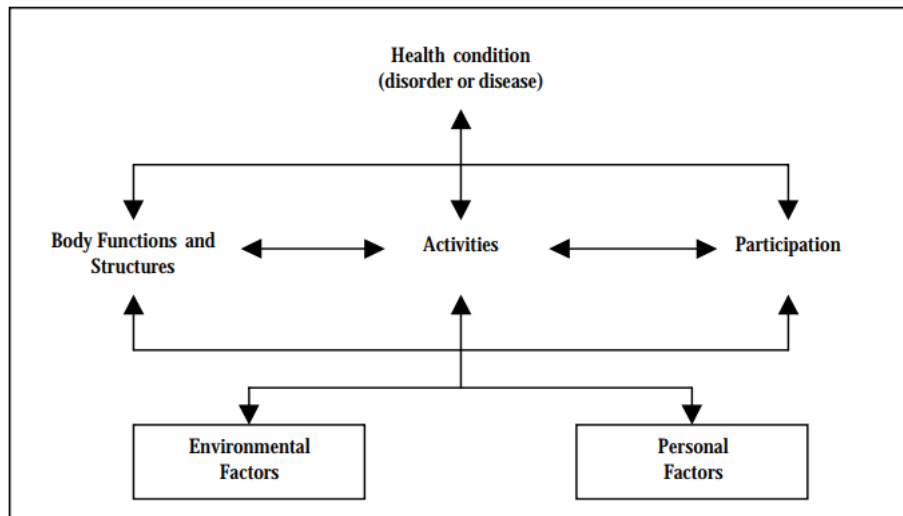 Health condition
(disorder or disease)
Body Functions and
Structures
Activities
Participation
Environmental
Factors
Personal
Factors